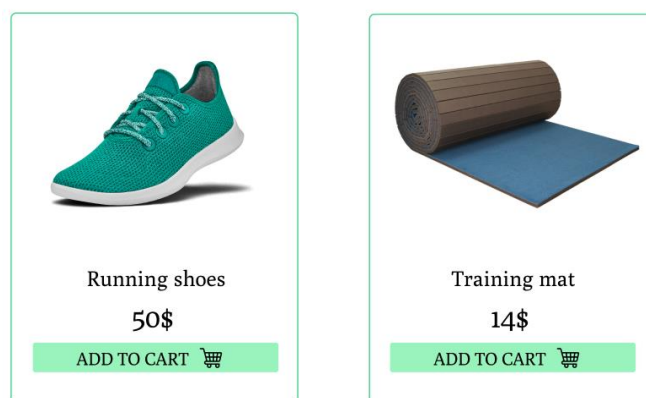 Running shoes
50$
ADD TO CART
Training mat
14$
ADD TO CART